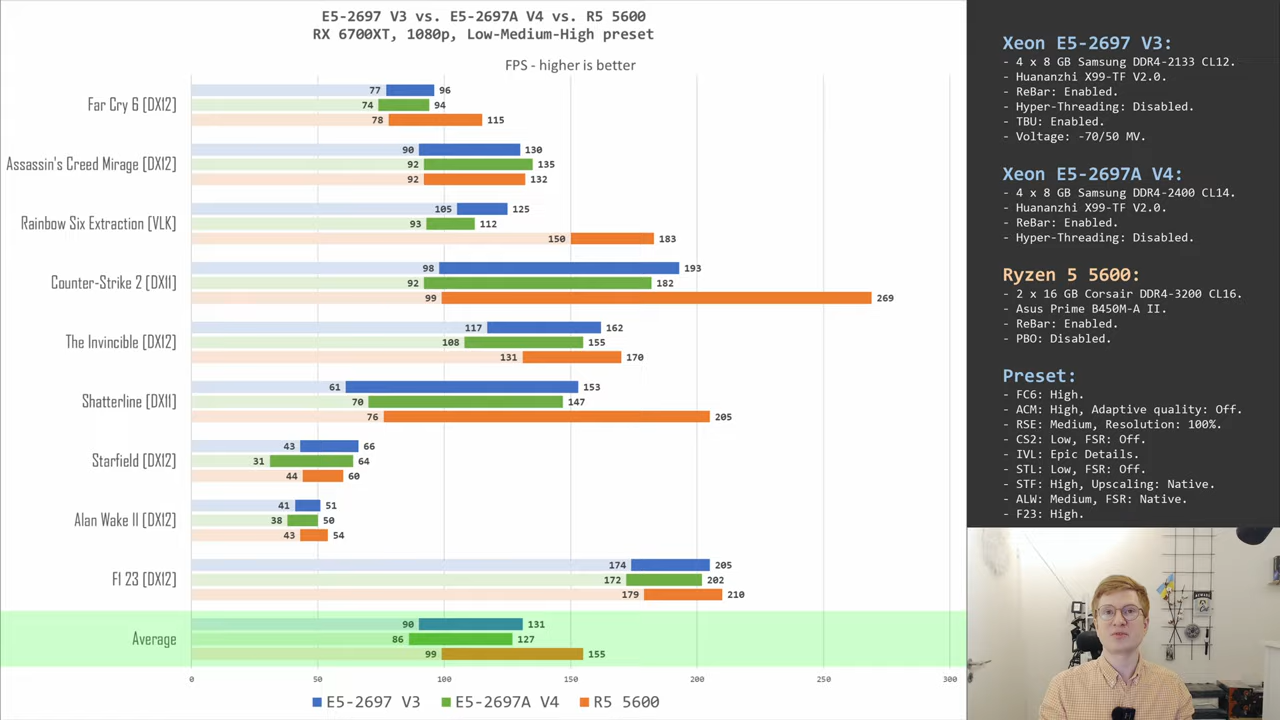 E5-2697 V3 vs. E5-2697A V4 vs. R5 5600
RX 6700XT, 1080p, Low-Medium-High preset
FPS - higher is better
Far Cry 6 [DX12]
77 96
74 94
78 115
Assassin's Creed Mirage [DX12]
90 130
92 135
92 132
Rainbow Six Extraction [VLK]
105 125
93 112
150 183
Counter-Strike 2 [DX11]
98 193
92 182
99 269
The Invincible [DX12]
117 162
108 155
131 170
Shatterline [DX11]
61 153
70 147
76 205
Starfield [DX12]
43 66
31 64
44 60
Alan Wake II [DX12]
41 51
38 50
43 54
F1 23 [DX12]
174 205
172 202
179 210
Average
90 131
86 127
99 155
0 50 100 150 200 250 300
E5-2697 V3 E5-2697A V4 R5 5600
Xeon E5-2697 V3:
- 4 x 8 GB Samsung DDR4-2133 CL12.
- Huananzhi X99-TF V2.0.
- ReBar: Enabled.
- Hyper-Threading: Disabled.
- TBU: Enabled.
- Voltage: -70/50 MV.
Xeon E5-2697A V4:
- 4 x 8 GB Samsung DDR4-2400 CL14.
- Huananzhi X99-TF V2.0.
- ReBar: Enabled.
- Hyper-Threading: Disabled.
Ryzen 5 5600:
- 2 x 16 GB Corsair DDR4-3200 CL16.
- Asus Prime B450M-A II.
- ReBar: Enabled.
- PBO: Disabled.
Preset:
- FC6: High.
- ACM: High, Adaptive quality: Off.
- RSE: Medium, Resolution: 100%.
- CS2: Low, FSR: Off.
- IVL: Epic Details.
- STL: Low, FSR: Off.
- STF: High, Upscaling: Native.
- ALW: Medium, FSR: Native.
- F23: High.